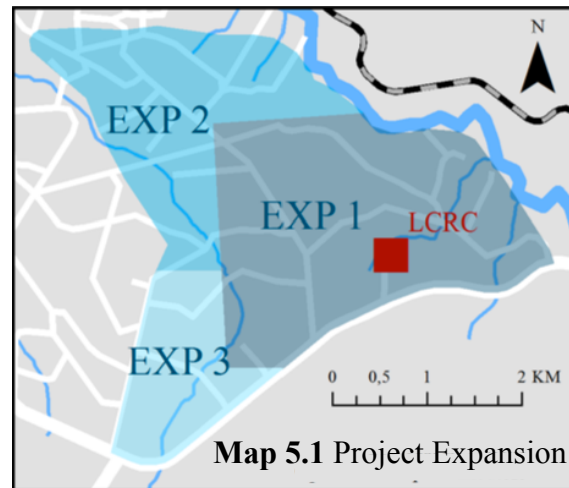 N
EXP 2
EXP 1
LCRC
EXP 3
0 0,5 1 2 KM
Map 5.1 Project Expansion